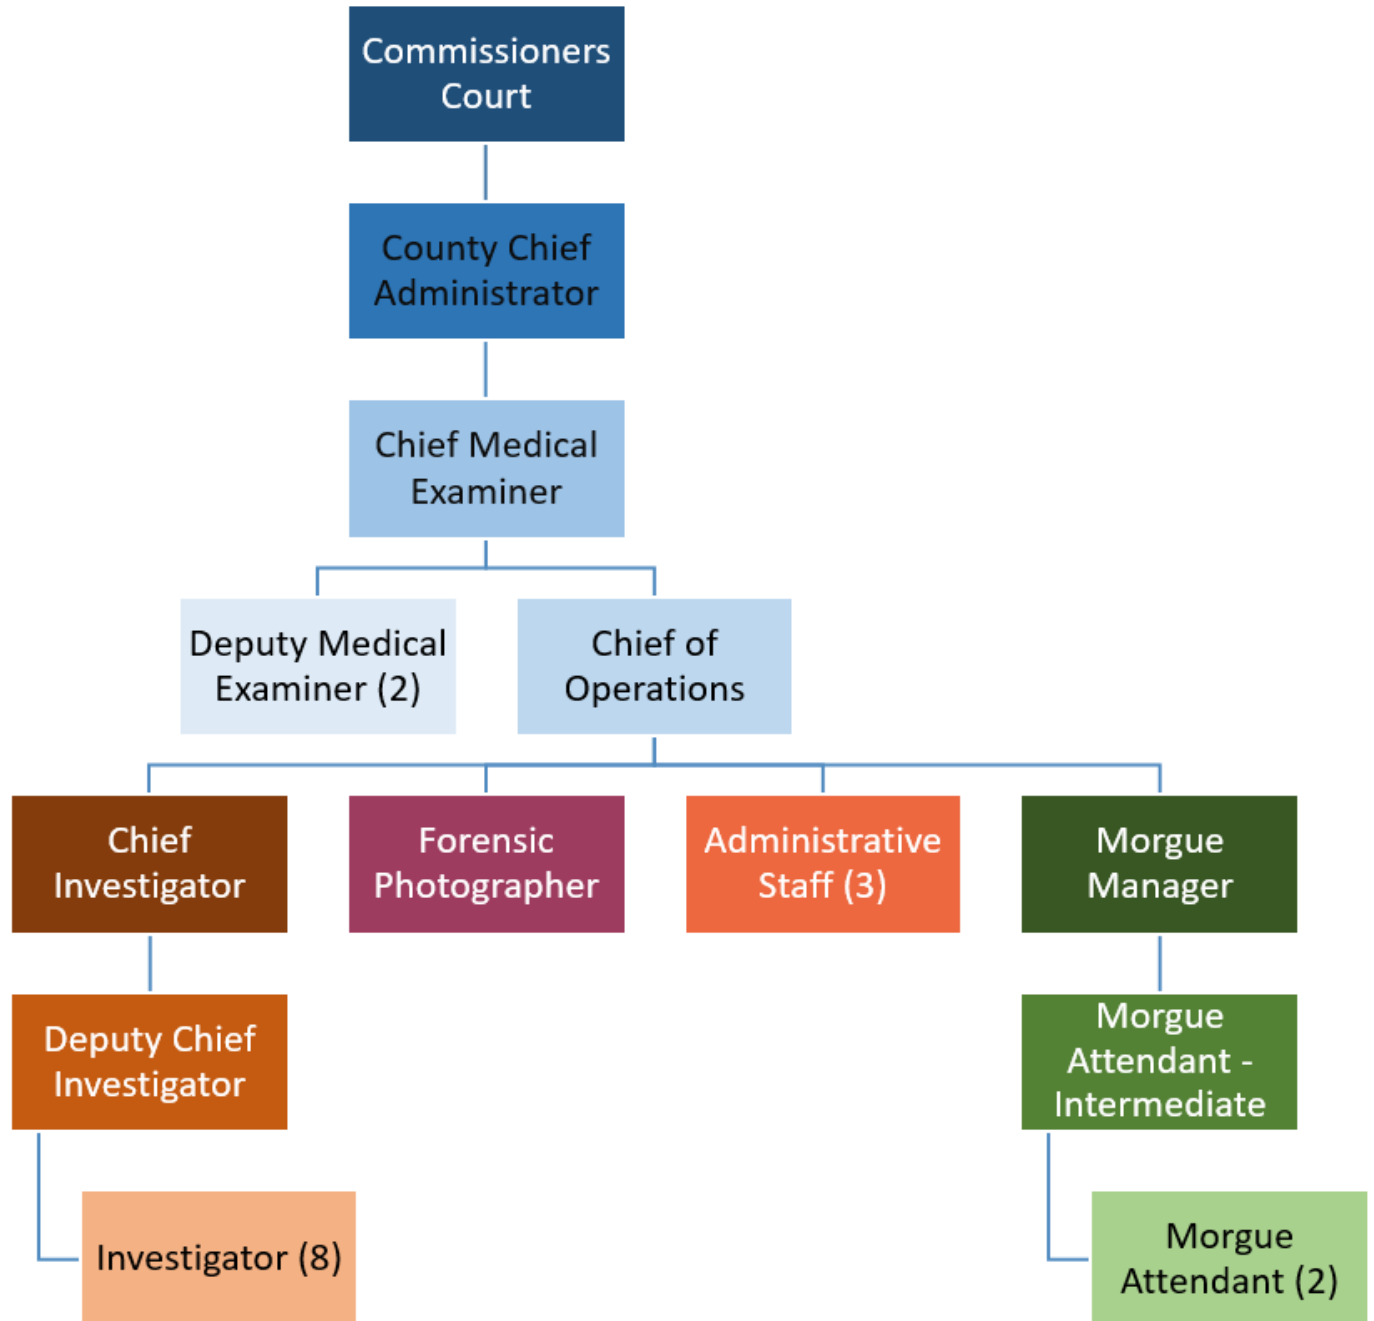 Commissioners
Court
County Chief
Administrator
Chief Medical
Examiner
Deputy Medical
Examiner (2)
Chief of
Operations
Chief
Investigator
Forensic
Photographer
Administrative
Staff (3)
Morgue
Manager
Deputy Chief
Investigator
Morgue
Attendant -
Intermediate
Investigator (8)
Morgue
Attendant (2)